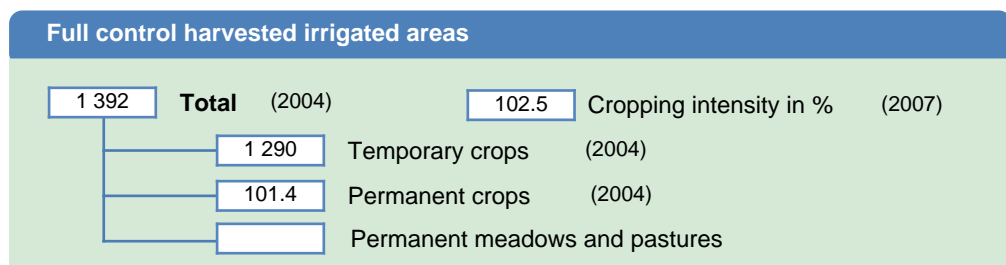 Full control harvested irrigated areas
1 392 Total (2004) 102.5 Cropping intensity in % (2007)
1 290 Temporary crops (2004)
101.4 Permanent crops (2004)
Permanent meadows and pastures